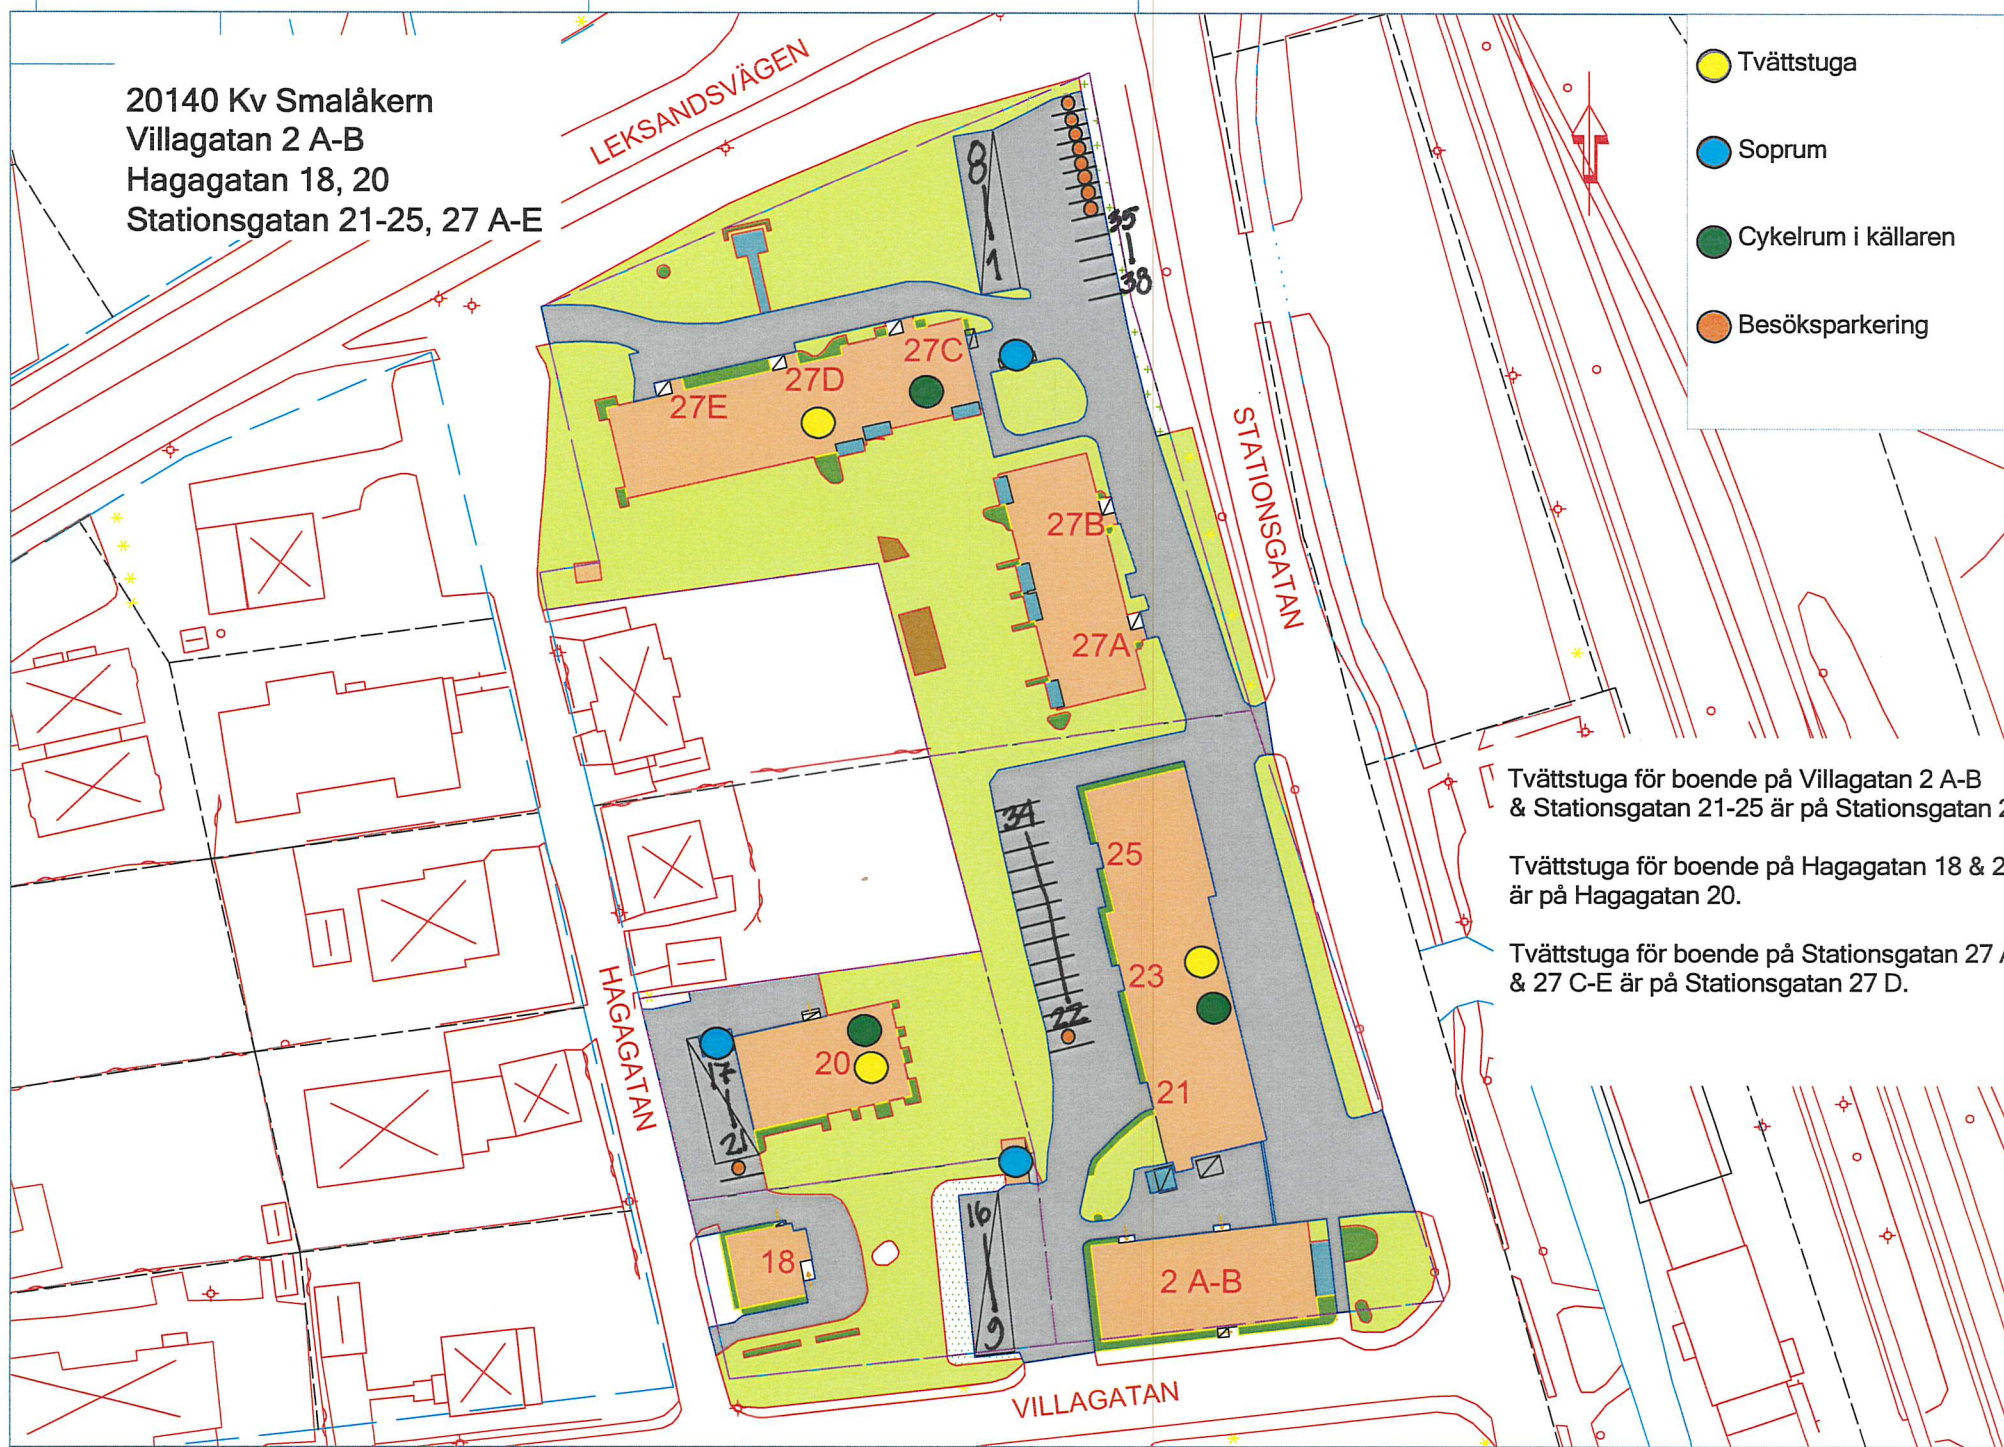 20140 Kv Smalåkern
Villagatan 2 A-B
Hagagatan 18, 20
Stationsgatan 21-25, 27 A-E
LEKSANDSVÄGEN
Tvättstuga
Soprum
Cykelrum i källaren
Besöksparkering
8
1
35
38
27C
27D
27E
27B
27A
STATIONSGATAN
Tvättstuga för boende på Villagatan 2 A-B
& Stationsgatan 21-25 är på Stationsgatan 2
Tvättstuga för boende på Hagagatan 18 & 2
är på Hagagatan 20.
Tvättstuga för boende på Stationsgatan 27 A
& 27 C-E är på Stationsgatan 27 D.
34
25
23
22
21
HAGAGATAN
20
17
21
18
16
9
2 A-B
VILLAGATAN